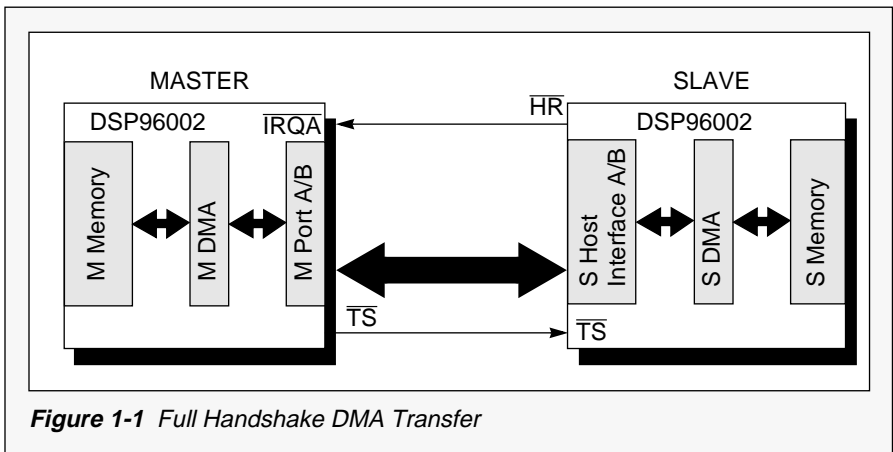 MASTER
SLAVE
DSP96002
IRQA
HR
DSP96002
M Memory
M DMA
M Port A/B
S Host
Interface A/B
S DMA
S Memory
TS
TS
Figure 1-1 Full Handshake DMA Transfer